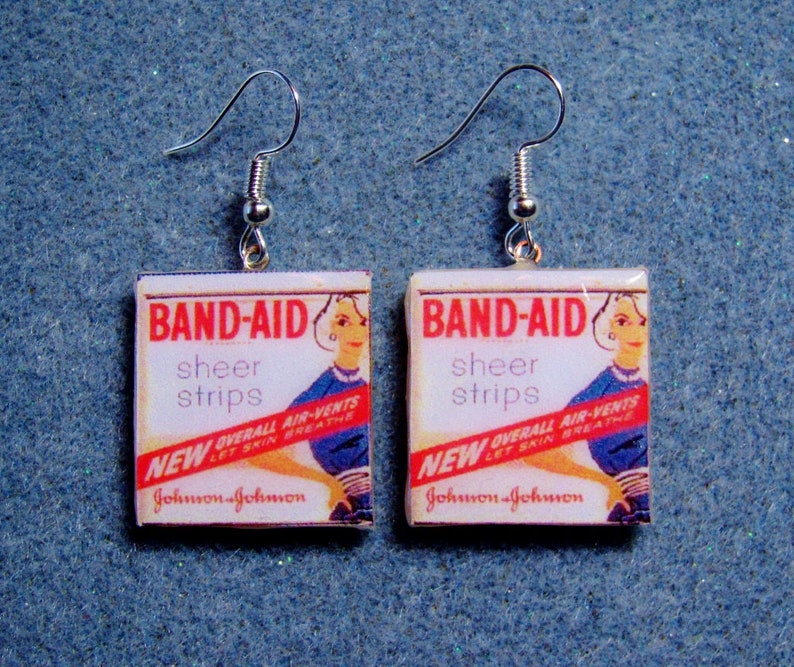 BAND-AID
sheer
strips
NEW OVERALL AIR-VENTS
LET SKIN BREATHE
Johnson & Johnson
BAND-AID
sheer
strips
NEW OVERALL AIR-VENTS
LET SKIN BREATHE
Johnson & Johnson